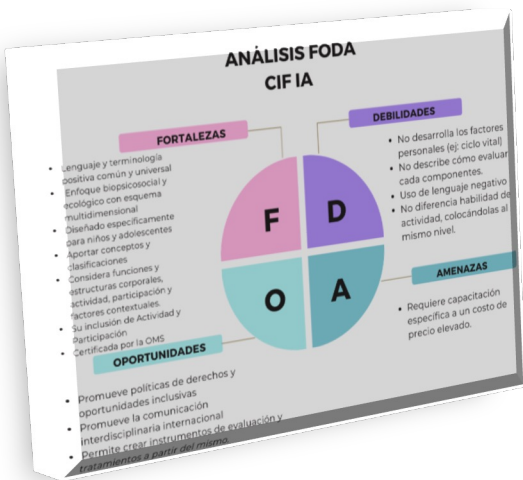 ANÁLISIS FODA
CIF IA
FORTALEZAS
• Lenguaje y terminología
positiva común y universal
• Enfoque biopsicosocial y
ecológico con esquema
multidimensional
• Diseñado específicamente
para niños y adolescentes
• Aportar conceptos y
clasificaciones
• Considera funciones y
estructuras corporales,
actividad, participación y
factores contextuales.
• Su inclusión de Actividad y
Participación
• Certificada por la OMS
DEBILIDADES
• No desarrolla los factores
personales (ej: ciclo vital)
• No describe cómo evaluar
cada componentes.
• Uso de lenguaje negativo
• No diferencia habilidad de
actividad, colocándolas al
mismo nivel.
F
D
O
A
OPORTUNIDADES
• Promueve políticas de derechos y
oportunidades inclusivas
• Promueve la comunicación
interdisciplinaria internacional
• Permite crear instrumentos de evaluación y
tratamientos a partir del mismo.
AMENAZAS
• Requiere capacitación
específica a un costo de
precio elevado.